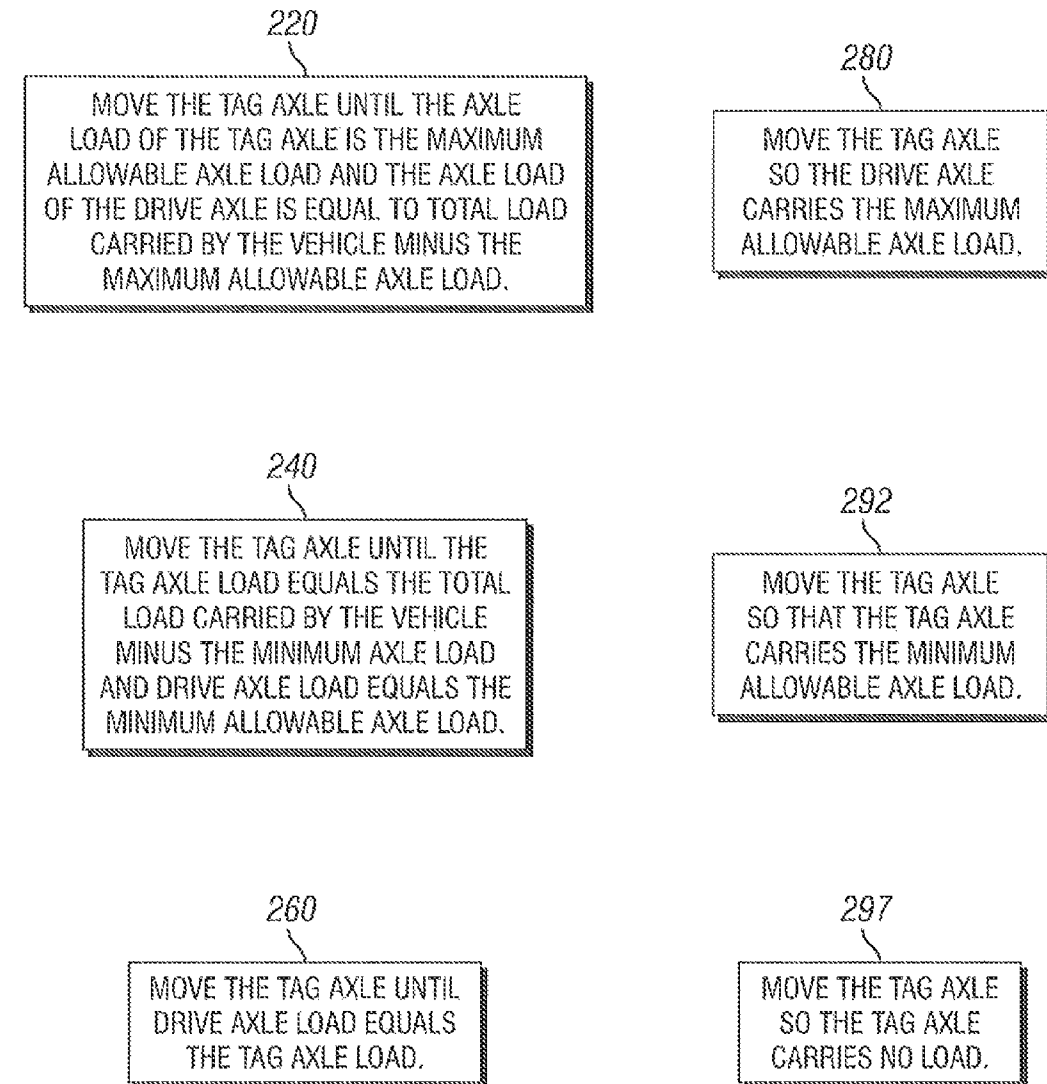 220
MOVE THE TAG AXLE UNTIL THE AXLE
LOAD OF THE TAG AXLE IS THE MAXIMUM
ALLOWABLE AXLE LOAD AND THE AXLE LOAD
OF THE DRIVE AXLE IS EQUAL TO TOTAL LOAD
CARRIED BY THE VEHICLE MINUS THE
MAXIMUM ALLOWABLE AXLE LOAD.
280
MOVE THE TAG AXLE
SO THE DRIVE AXLE
CARRIES THE MAXIMUM
ALLOWABLE AXLE LOAD.
240
MOVE THE TAG AXLE UNTIL THE
TAG AXLE LOAD EQUALS THE TOTAL
LOAD CARRIED BY THE VEHICLE
MINUS THE MINIMUM AXLE LOAD
AND DRIVE AXLE LOAD EQUALS THE
MINIMUM ALLOWABLE AXLE LOAD.
292
MOVE THE TAG AXLE
SO THAT THE TAG AXLE
CARRIES THE MINIMUM
ALLOWABLE AXLE LOAD.
260
MOVE THE TAG AXLE UNTIL
DRIVE AXLE LOAD EQUALS
THE TAG AXLE LOAD.
297
MOVE THE TAG AXLE
SO THE TAG AXLE
CARRIES NO LOAD.